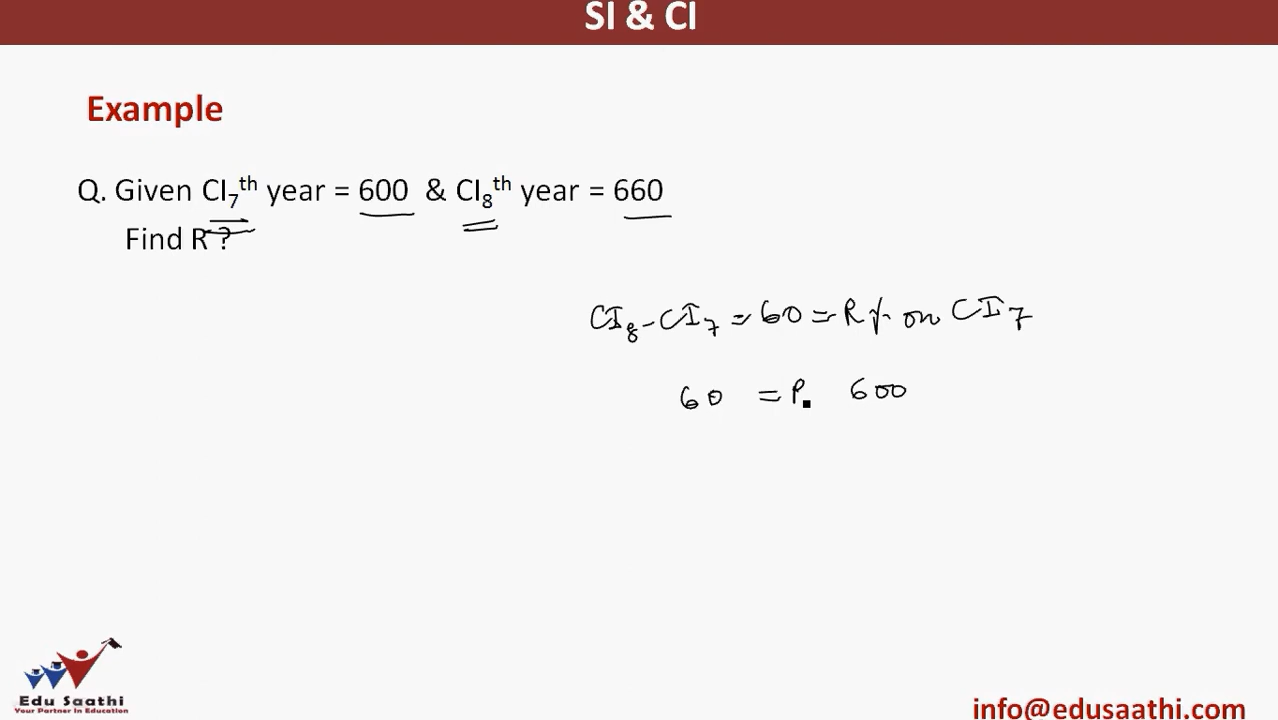 SI & CI
Example
Q. Given CI₇ᵗʰ year = 600 & CI₈ᵗʰ year = 660
Find R ?
CI₈ - CI₇ = 60 = R% on CI₇
60 = P. 600
Edu Saathi
Your Partner In Education
info@edusaathi.com